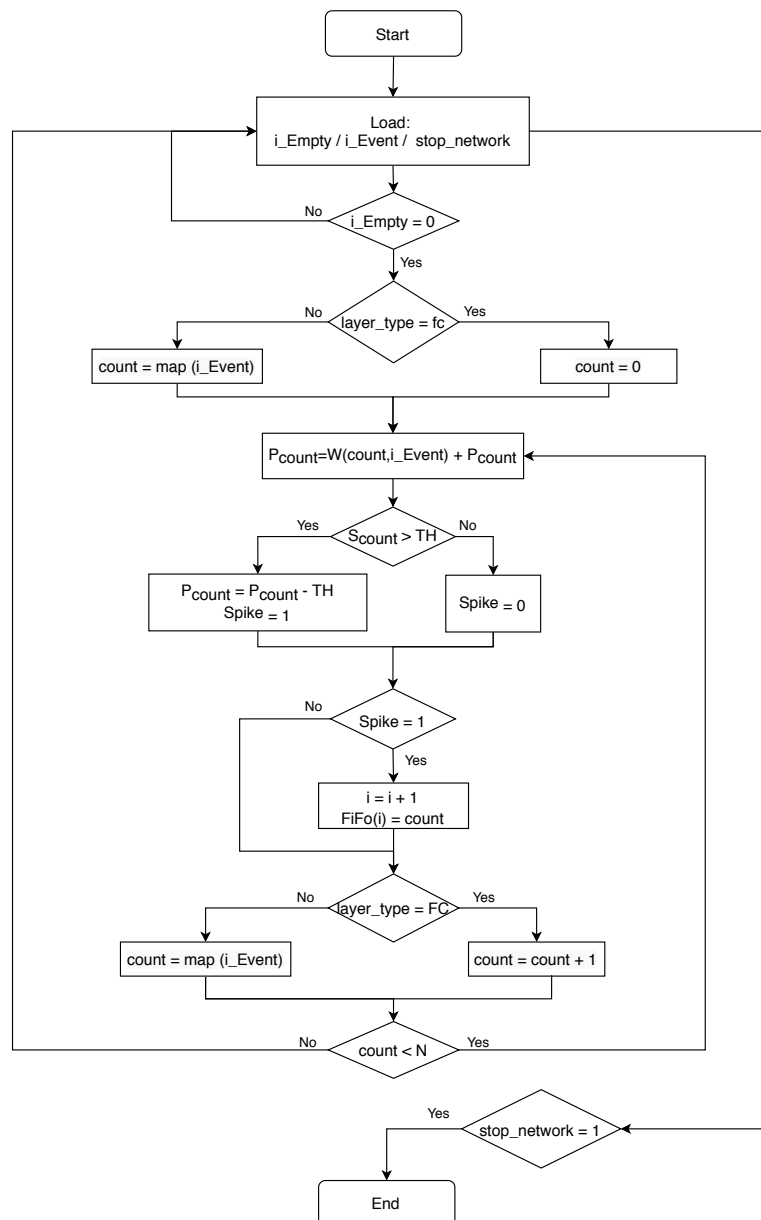 Start
Load:
i_Empty / i_Event / stop_network
No
i_Empty = 0
Yes
No
layer_type = fc
Yes
count = map (i_Event)
count = 0
Pcount=W(count,i_Event) + Pcount
Yes
Scount > TH
No
Pcount = Pcount - TH
Spike = 1
Spike = 0
No
Spike = 1
Yes
i = i + 1
FiFo(i) = count
No
layer_type = FC
Yes
count = map (i_Event)
count = count + 1
No
count < N
Yes
Yes
stop_network = 1
End